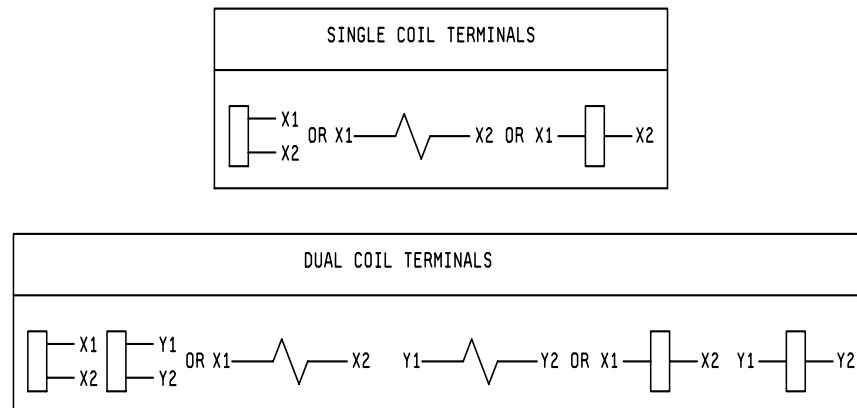 SINGLE COIL TERMINALS
X1
X2 OR X1 X2 OR X1 X2
DUAL COIL TERMINALS
X1 Y1
X2 Y2 OR X1 X2 Y1 Y2 OR X1 X2 Y1 Y2